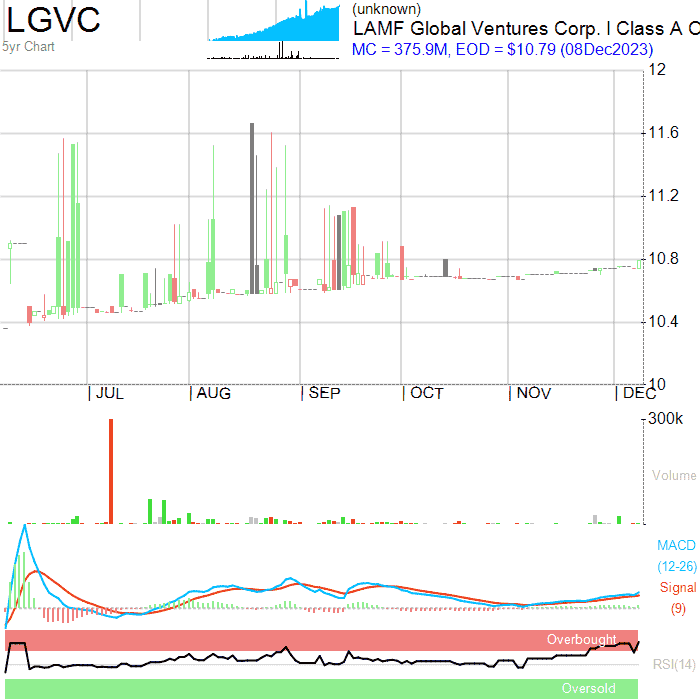 LGVC
5yr Chart
(unknown)
LAMF Global Ventures Corp. I Class A O
MC = 375.9M, EOD = $10.79 (08Dec2023)
12
11.6
11.2
10.8
10.4
10
JUL AUG SEP OCT NOV DEC
300k
Volume
MACD
(12-26)
Signal
(9)
Overbought
RSI(14)
Oversold